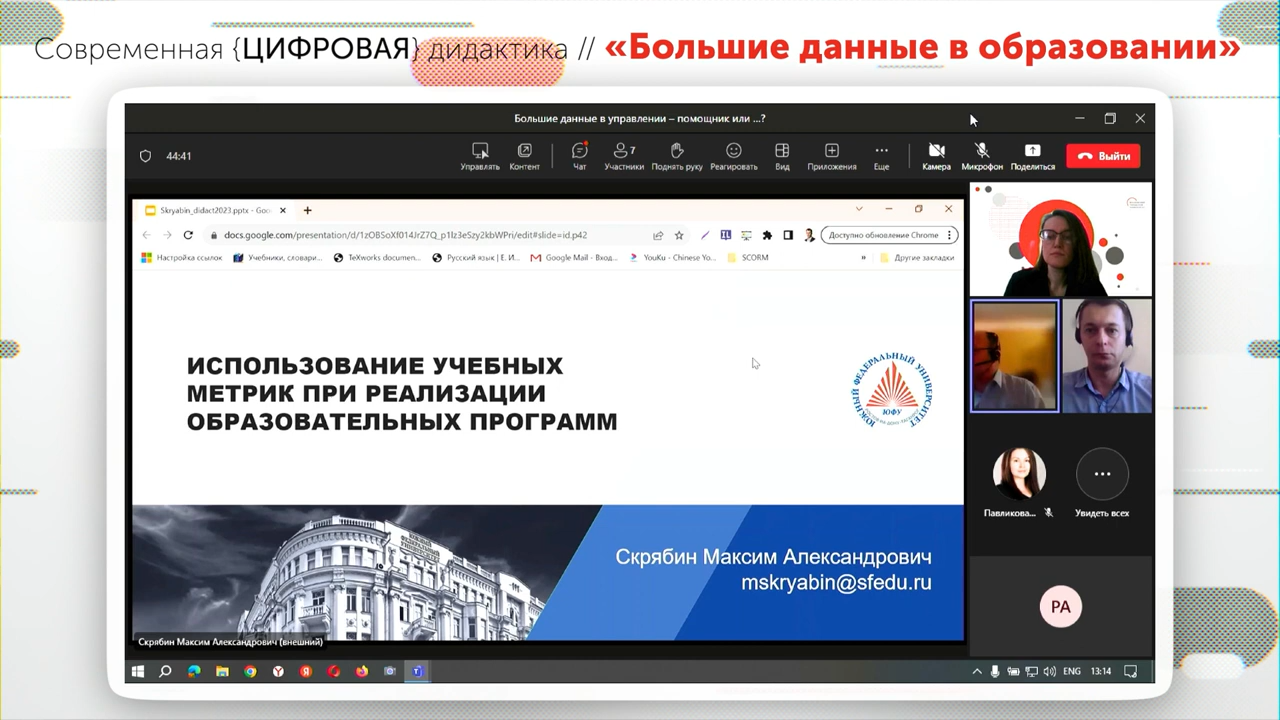 Современная {ЦИФРОВАЯ} дидактика // «Большие данные в образовании»
Большие данные в управлении – помощник или ...?
44:41
Управлять
Контент
Чат
7
Участники
Поднять руку
Реагировать
Вид
Приложения
Еще
Камера
Микрофон
Поделиться
Выйти
Skryabin_didact2023.pptx - Goo
docs.google.com/presentation/d/1zOBSoXf014JrZ7Q_p1lz3eSzy2kbWPri/edit#slide=id.p42
Доступно обновление Chrome
Настройка ссылок
Учебники, словари...
TeXworks documen...
Русский язык | Е. И...
Google Mail - Вход...
YouKu - Chinese Yo...
SCORM
»
Другие закладки
ИСПОЛЬЗОВАНИЕ УЧЕБНЫХ
МЕТРИК ПРИ РЕАЛИЗАЦИИ
ОБРАЗОВАТЕЛЬНЫХ ПРОГРАММ
ЮЖНЫЙ ФЕДЕРАЛЬНЫЙ УНИВЕРСИТЕТ
ЮФУ
Скрябин Максим Александрович
mskryabin@sfedu.ru
Скрябин Максим Александрович (внешний)
Павликова...
Увидеть всех
PA
ENG
13:14